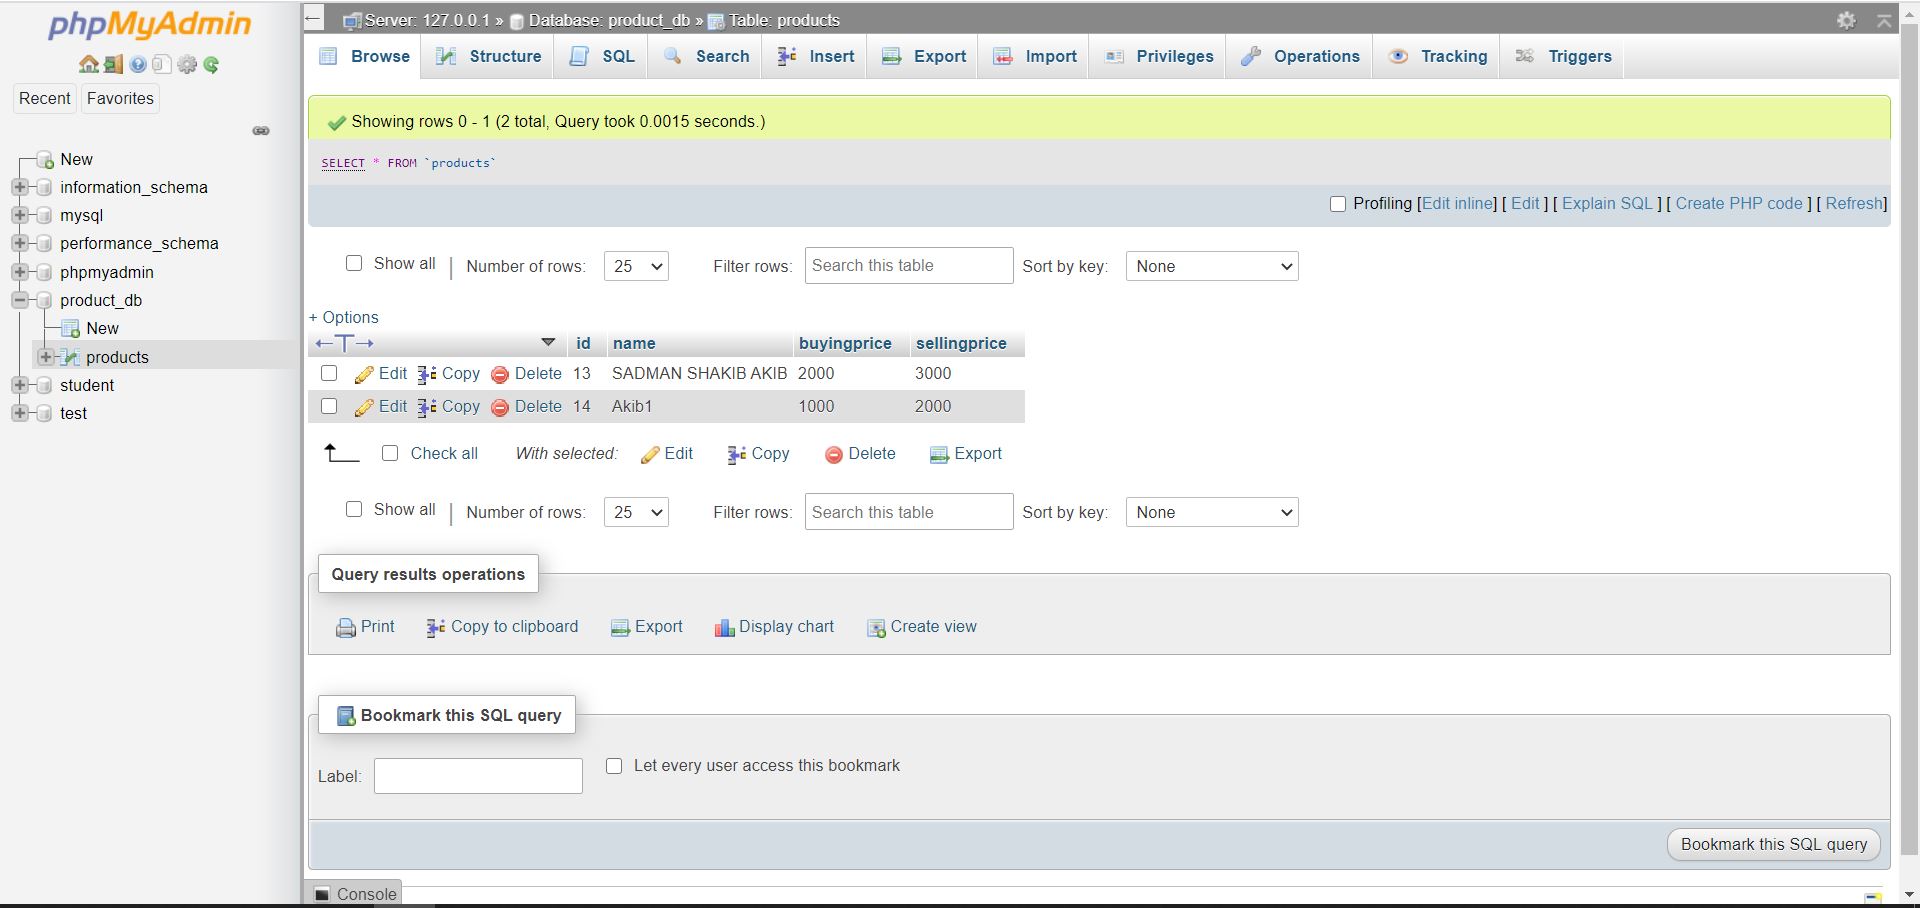 phpMyAdmin
Recent Favorites
New
information_schema
mysql
performance_schema
phpmyadmin
product_db
New
products
student
test
Server: 127.0.0.1 » Database: product_db » Table: products
Browse Structure SQL Search Insert Export Import Privileges Operations Tracking Triggers
Showing rows 0 - 1 (2 total, Query took 0.0015 seconds.)
SELECT * FROM `products`
Profiling [Edit inline] [ Edit ] [ Explain SQL ] [ Create PHP code ] [ Refresh]
Show all | Number of rows: 25 Filter rows: Search this table Sort by key: None
+ Options
←T→ id name buyingprice sellingprice
Edit Copy Delete 13 SADMAN SHAKIB AKIB 2000 3000
Edit Copy Delete 14 Akib1 1000 2000
Check all With selected: Edit Copy Delete Export
Show all | Number of rows: 25 Filter rows: Search this table Sort by key: None
Query results operations
Print Copy to clipboard Export Display chart Create view
Bookmark this SQL query
Label: Let every user access this bookmark
Bookmark this SQL query
Console